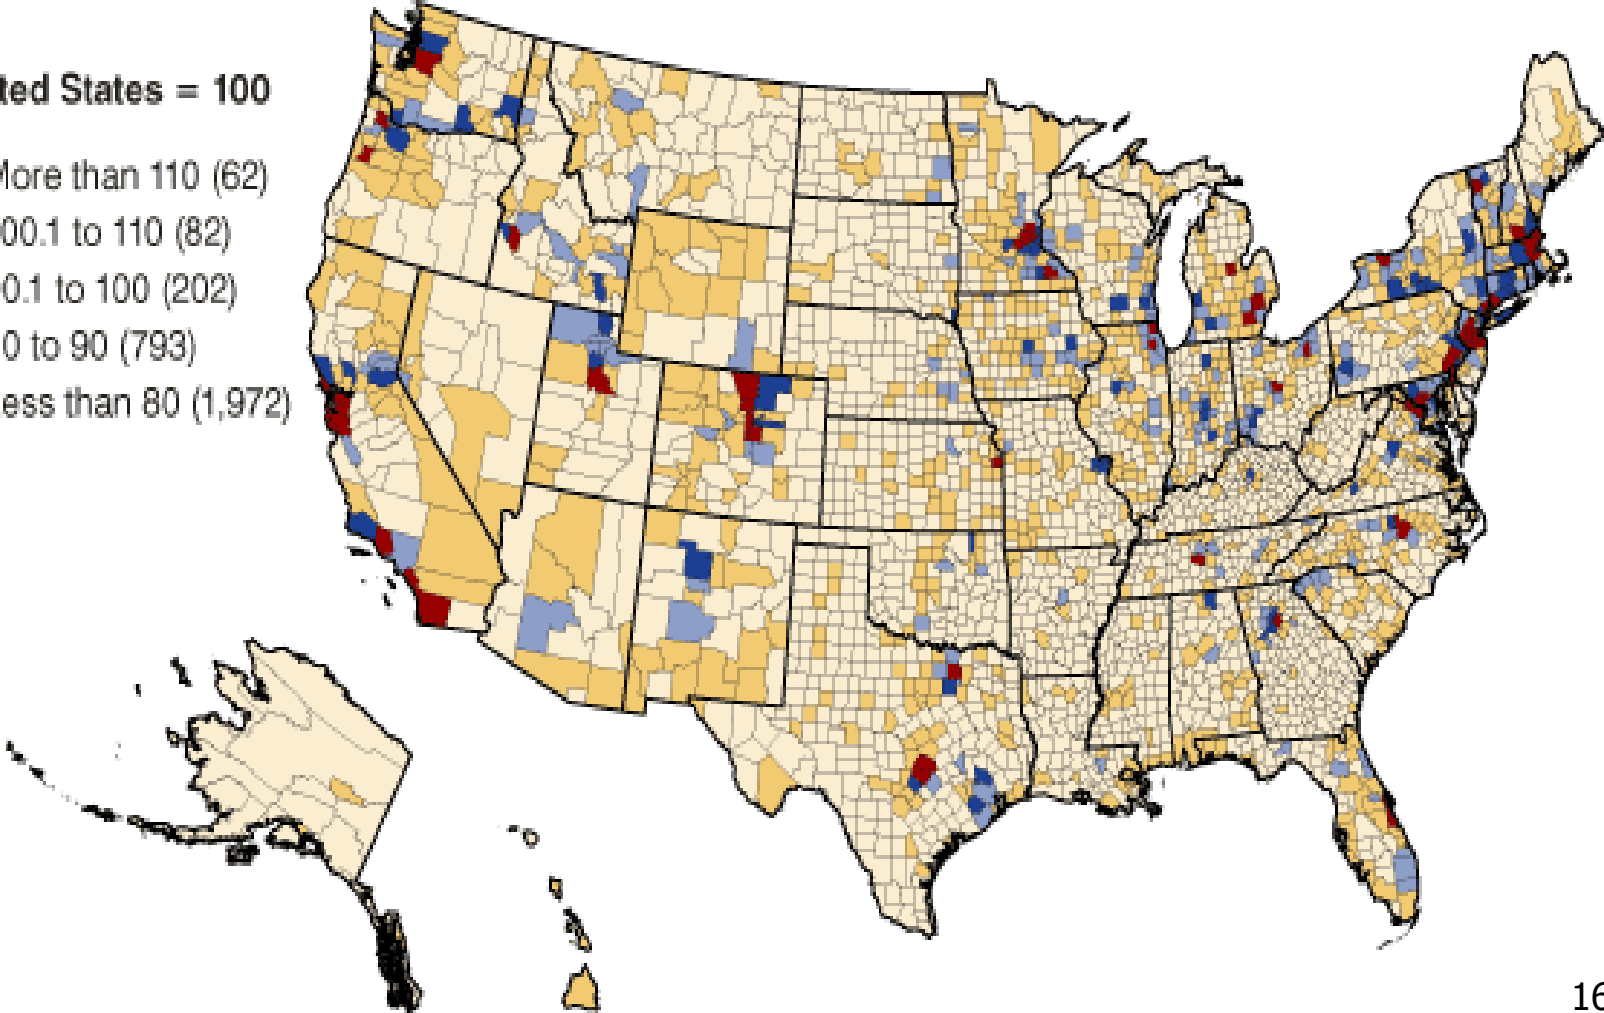 ted States = 100
More than 110 (62)
00.1 to 110 (82)
0.1 to 100 (202)
0 to 90 (793)
ess than 80 (1,972)
16